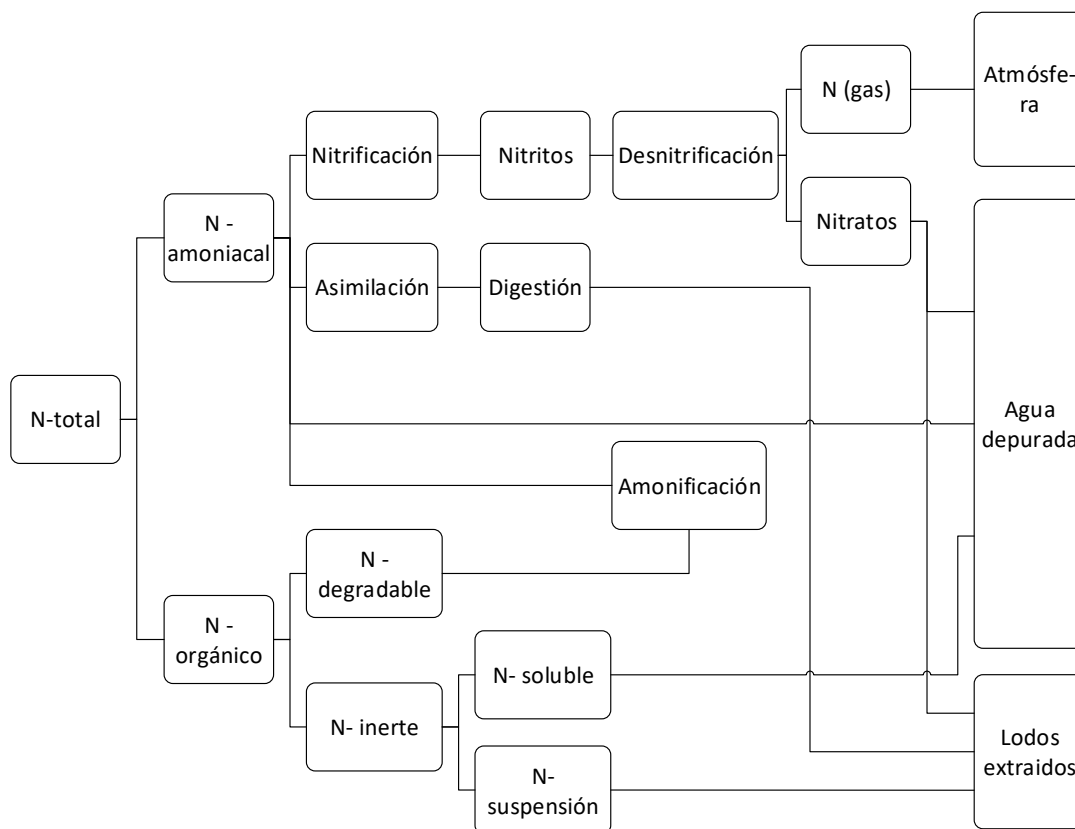 N (gas)
Atmósfe-
ra
Nitrificación
Nitritos
Desnitrificación
N -
amoniacal
Nitratos
Asimilación
Digestión
N-total
Agua
depurada
Amonificación
N -
degradable
N -
orgánico
N- soluble
N- inerte
Lodos
extraidos
N-
suspensión